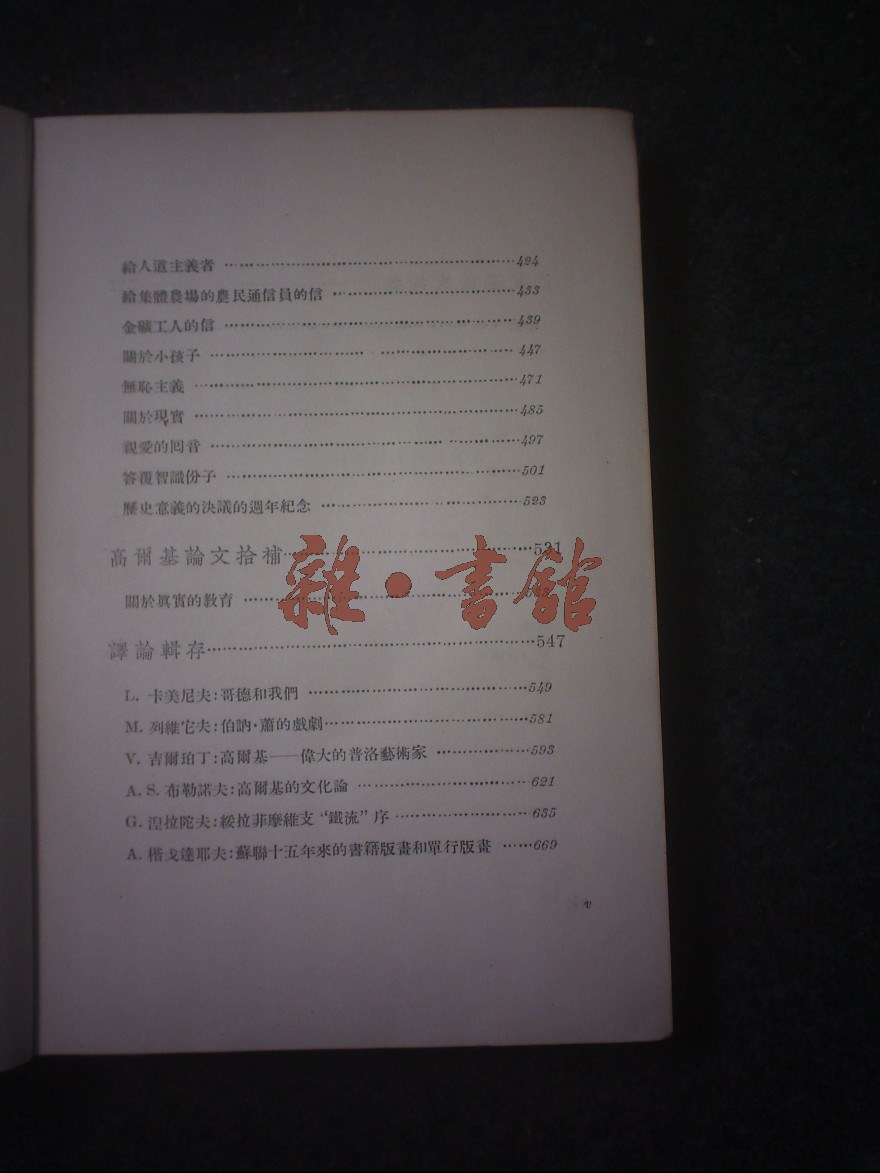 給人道主義者 ……………………………………424
給集體農場的農民通信員的信 ……………………433
金礦工人的信 ……………………………………439
關於小孩子 ………………………………………447
無恥主義 …………………………………………471
關於現實 …………………………………………485
親愛的回音 ………………………………………497
答覆智識份子 ……………………………………501
歷史意義的決議的週年紀念 ………………………523
高爾基論文拾補……………………………………531
關於眞實的敎育 ……………………………………
雜·書館
譯論輯存……………………………………………547
L. 卡美尼夫:哥德和我們 …………………………549
M. 列維它夫:伯訥·蕭的戲劇………………………581
V. 吉爾珀丁:高爾基——偉大的普洛藝術家 ………593
A. S. 布勒諾夫:高爾基的文化論 …………………621
G. 涅拉陀夫:綏拉菲摩維支“鐵流”序 ……………635
A. 楷戈達耶夫:蘇聯十五年來的書籍版畫和單行版畫 ……669
v